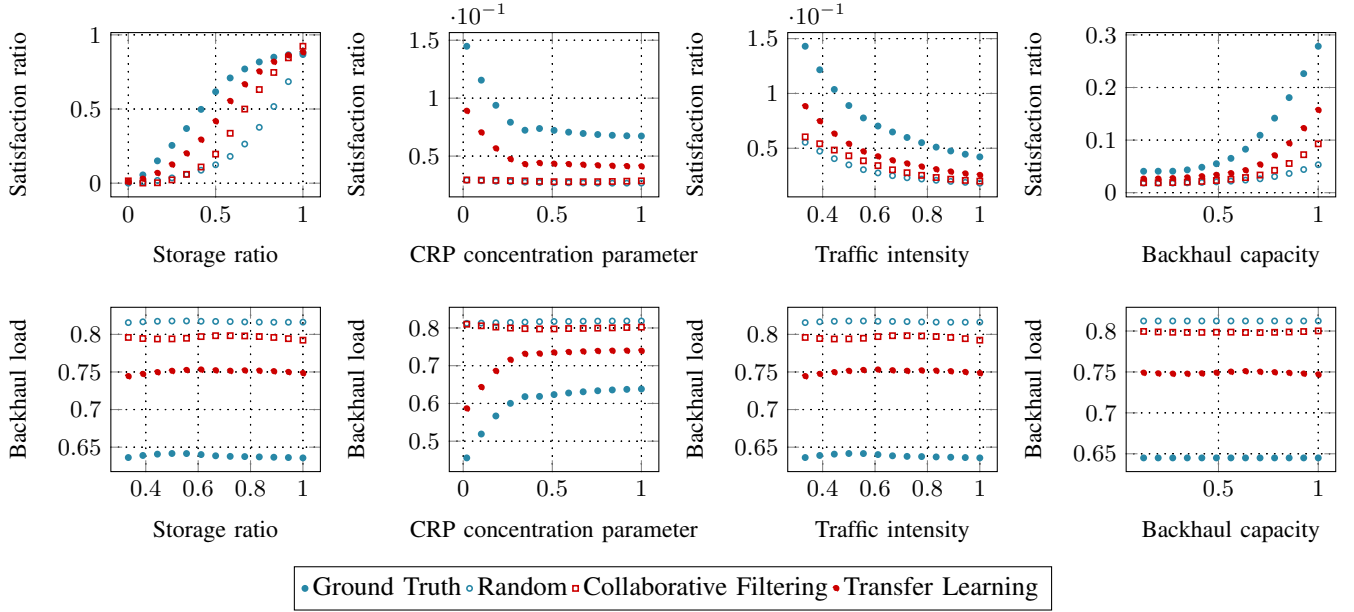 Satisfaction ratio
1
0.5
0
0 0.5 1
Storage ratio
·10⁻¹
Satisfaction ratio
1.5
1
0.5
0 0.5 1
CRP concentration parameter
·10⁻¹
Satisfaction ratio
1.5
1
0.5
0.4 0.6 0.8 1
Traffic intensity
Satisfaction ratio
0.3
0.2
0.1
0
0.5 1
Backhaul capacity
Backhaul load
0.8
0.75
0.7
0.65
0.4 0.6 0.8 1
Storage ratio
Backhaul load
0.8
0.7
0.6
0.5
0 0.5 1
CRP concentration parameter
Backhaul load
0.8
0.75
0.7
0.65
0.4 0.6 0.8 1
Traffic intensity
Backhaul load
0.8
0.75
0.7
0.65
0.5 1
Backhaul capacity
Ground Truth Random Collaborative Filtering Transfer Learning